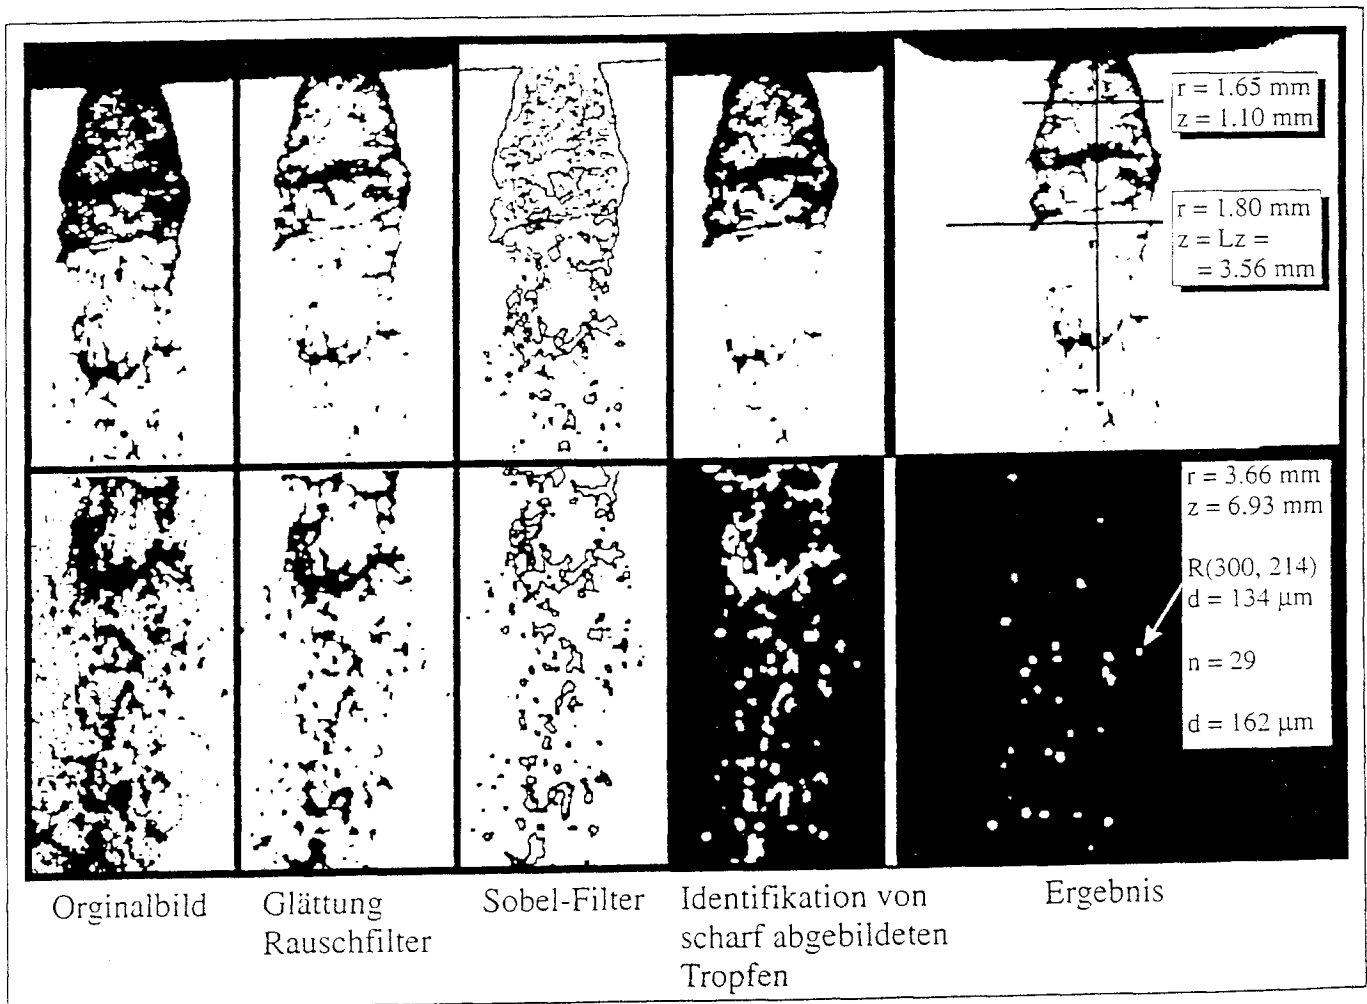 r = 1.65 mm
z = 1.10 mm
r = 1.80 mm
z = Lz =
= 3.56 mm
r = 3.66 mm
z = 6.93 mm
R(300, 214)
d = 134 µm
n = 29
d = 162 µm
Orginalbild
Glättung
Rauschfilter
Sobel-Filter
Identifikation von
scharf abgebildeten
Tropfen
Ergebnis